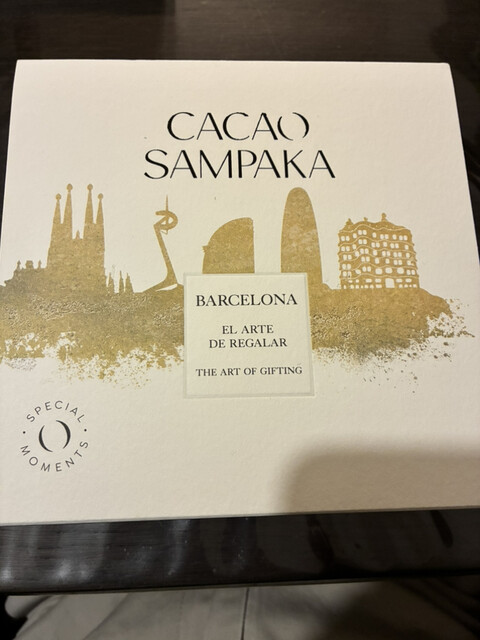 CACAO
SAMPAKA
BARCELONA
EL ARTE
DE REGALAR
THE ART OF GIFTING
SPECIAL
MOMENTS